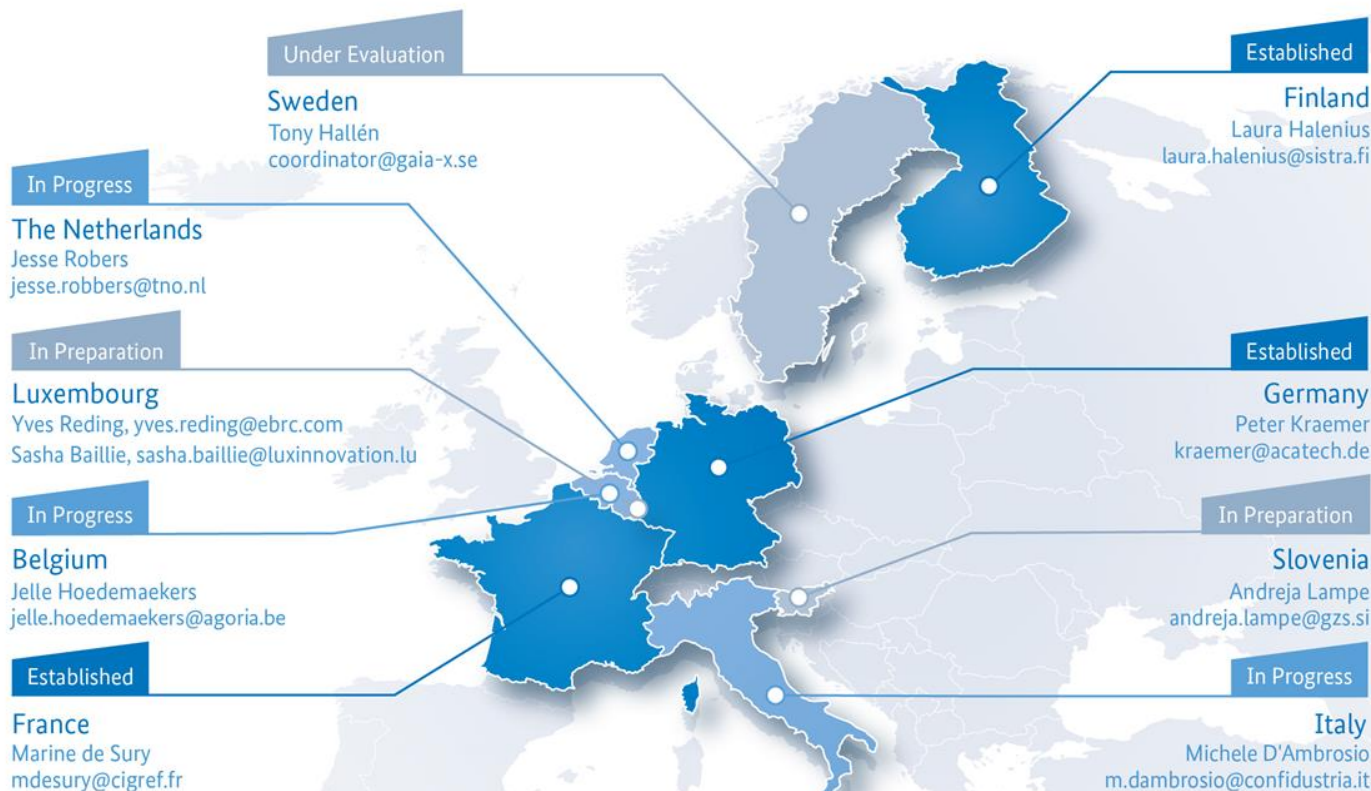 Under Evaluation
Sweden
Tony Hallén
coordinator@gaia-x.se
In Progress
The Netherlands
Jesse Robers
jesse.robbers@tno.nl
In Preparation
Luxembourg
Yves Reding, yves.reding@ebrc.com
Sasha Baillie, sasha.baillie@luxinnovation.lu
In Progress
Belgium
Jelle Hoedemaekers
jelle.hoedemaekers@agoria.be
Established
France
Marine de Sury
mdesury@cigref.fr
Established
Finland
Laura Halenius
laura.halenius@sistra.fi
Established
Germany
Peter Kraemer
kraemer@acatech.de
In Preparation
Slovenia
Andreja Lampe
andreja.lampe@gzs.si
In Progress
Italy
Michele D'Ambrosio
m.dambrosio@confidustria.it